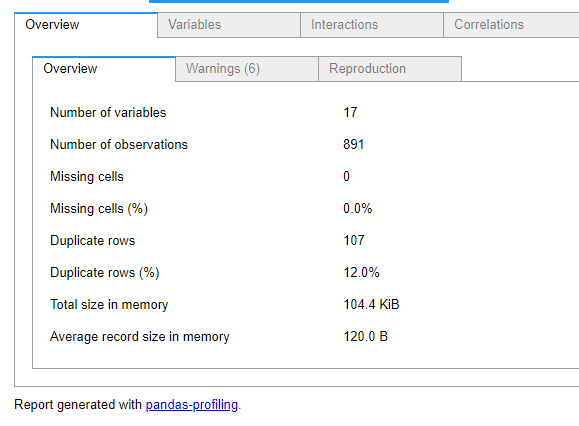 Overview Variables Interactions Correlations
Overview Warnings (6) Reproduction
Number of variables 17
Number of observations 891
Missing cells 0
Missing cells (%) 0.0%
Duplicate rows 107
Duplicate rows (%) 12.0%
Total size in memory 104.4 KiB
Average record size in memory 120.0 B
Report generated with pandas-profiling.